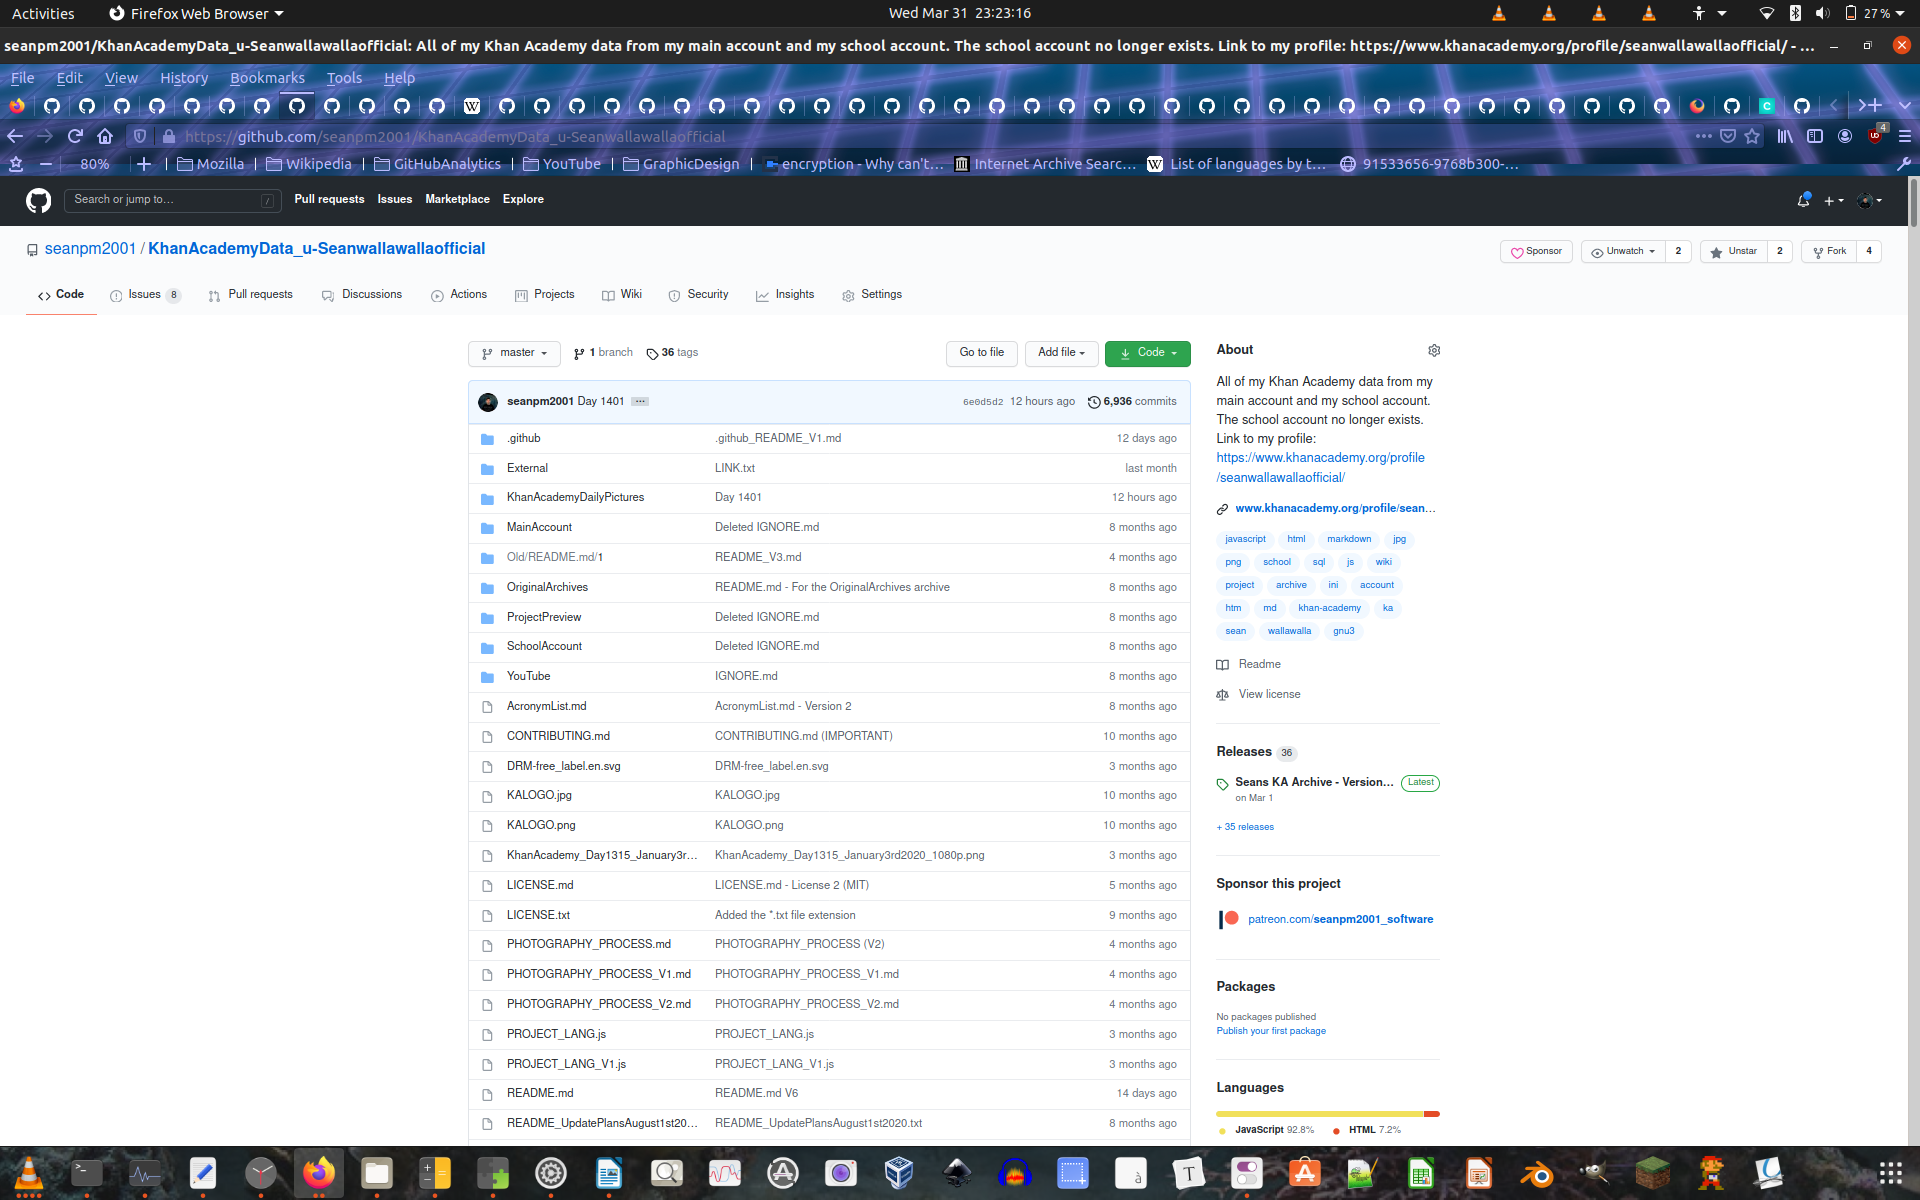 Activities
Firefox Web Browser
Wed Mar 31 23:23:16
27 %
seanpm2001/KhanAcademyData_u-Seanwallawallaofficial: All of my Khan Academy data from my main account and my school account. The school account no longer exists. Link to my profile: https://www.khanacademy.org/profile/seanwallawallaofficial/ - ...
File Edit View History Bookmarks Tools Help
https://github.com/seanpm2001/KhanAcademyData_u-Seanwallawallaofficial
4
80%
Mozilla
Wikipedia
GitHubAnalytics
YouTube
GraphicDesign
encryption - Why can't...
Internet Archive Searc...
List of languages by t...
91533656-9768b300-...
Search or jump to...
/
Pull requests Issues Marketplace Explore
seanpm2001 / KhanAcademyData_u-Seanwallawallaofficial
Sponsor
Unwatch 2
Unstar 2
Fork 4
Code
Issues 8
Pull requests
Discussions
Actions
Projects
Wiki
Security
Insights
Settings
master
1 branch
36 tags
Go to file
Add file
Code
seanpm2001 Day 1401 ...
6e0d5d2 12 hours ago 6,936 commits
.github .github_README_V1.md 12 days ago
External LINK.txt last month
KhanAcademyDailyPictures Day 1401 12 hours ago
MainAccount Deleted IGNORE.md 8 months ago
Old/README.md/1 README_V3.md 4 months ago
OriginalArchives README.md - For the OriginalArchives archive 8 months ago
ProjectPreview Deleted IGNORE.md 8 months ago
SchoolAccount Deleted IGNORE.md 8 months ago
YouTube IGNORE.md 8 months ago
AcronymList.md AcronymList.md - Version 2 8 months ago
CONTRIBUTING.md CONTRIBUTING.md (IMPORTANT) 10 months ago
DRM-free_label.en.svg DRM-free_label.en.svg 3 months ago
KALOGO.jpg KALOGO.jpg 10 months ago
KALOGO.png KALOGO.png 10 months ago
KhanAcademy_Day1315_January3r... KhanAcademy_Day1315_January3rd2020_1080p.png 3 months ago
LICENSE.md LICENSE.md - License 2 (MIT) 5 months ago
LICENSE.txt Added the *.txt file extension 9 months ago
PHOTOGRAPHY_PROCESS.md PHOTOGRAPHY_PROCESS (V2) 4 months ago
PHOTOGRAPHY_PROCESS_V1.md PHOTOGRAPHY_PROCESS_V1.md 4 months ago
PHOTOGRAPHY_PROCESS_V2.md PHOTOGRAPHY_PROCESS_V2.md 4 months ago
PROJECT_LANG.js PROJECT_LANG.js 3 months ago
PROJECT_LANG_V1.js PROJECT_LANG_V1.js 3 months ago
README.md README.md V6 14 days ago
README_UpdatePlansAugust1st20... README_UpdatePlansAugust1st2020.txt 8 months ago
About
All of my Khan Academy data from my
main account and my school account.
The school account no longer exists.
Link to my profile:
https://www.khanacademy.org/profile
/seanwallawallaofficial/
www.khanacademy.org/profile/sean...
javascript html markdown jpg
png school sql js wiki
project archive ini account
htm md khan-academy ka
sean wallawalla gnu3
Readme
View license
Releases 36
Seans KA Archive - Version... Latest
on Mar 1
+ 35 releases
Sponsor this project
patreon.com/seanpm2001_software
Packages
No packages published
Publish your first package
Languages
JavaScript 92.8% HTML 7.2%